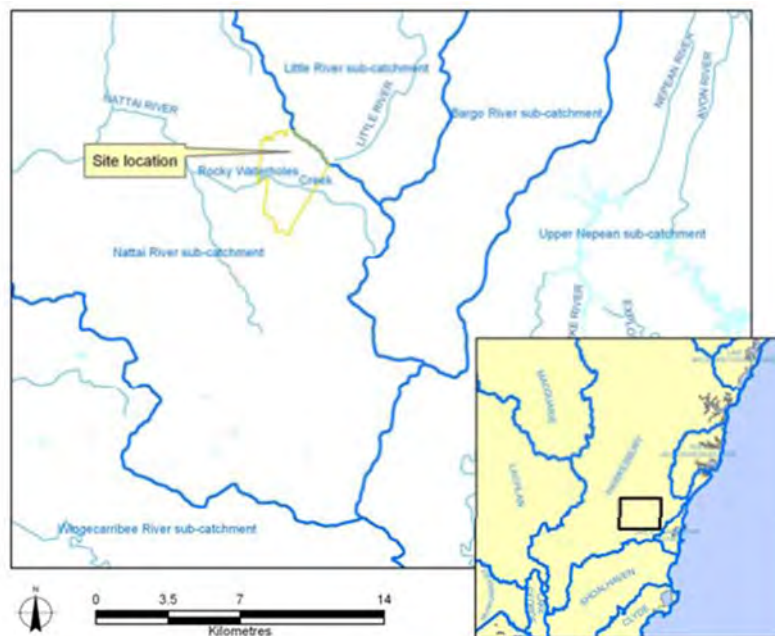 Little River sub-catchment
NATTAI RIVER
LITTLE RIVER
Bargo River sub-catchment
NEPEAN RIVER
AVON RIVER
Site location
Rocky Waterholes
Creek
Nattai River sub-catchment
Upper Nepean sub-catchment
Wingecarribee River sub-catchment
MACQUARIE
HAWKESBURY
LACHLAN
SHOALHAVEN
CLYDE
N
0 3.5 7 14
Kilometres